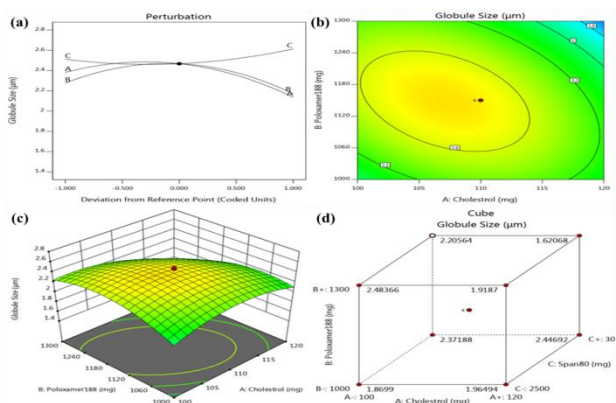 (a)
Perturbation
2.8
2.6
2.4
2.2
2
1.8
1.6
1.4
Globule Size (µm)
C
A
B
C
B
A
-1.000
-0.500
0.000
0.500
1.000
Deviation from Reference Point (Coded Units)
(b)
Globule Size (µm)
1300
1240
1180
1120
1060
1000
B: Poloxamer188 (mg)
100
105
110
115
120
A: Cholestrol (mg)
(c)
2.8
2.6
2.4
2.2
2
1.8
1.6
1.4
Globule Size (µm)
1300
1240
1180
1120
1060
1000
B: Poloxamer188 (mg)
100
105
110
115
120
A: Cholestrol (mg)
(d)
Cube
Globule Size (µm)
2.20564
1.62068
B+: 1300
2.48366
1.9187
2.37188
2.44692
C+: 30
B: Poloxamer188 (mg)
C: Span80 (mg)
B-: 1000
1.8699
1.96494
C-: 2500
A-: 100
A+: 120
A: Cholestrol (mg)